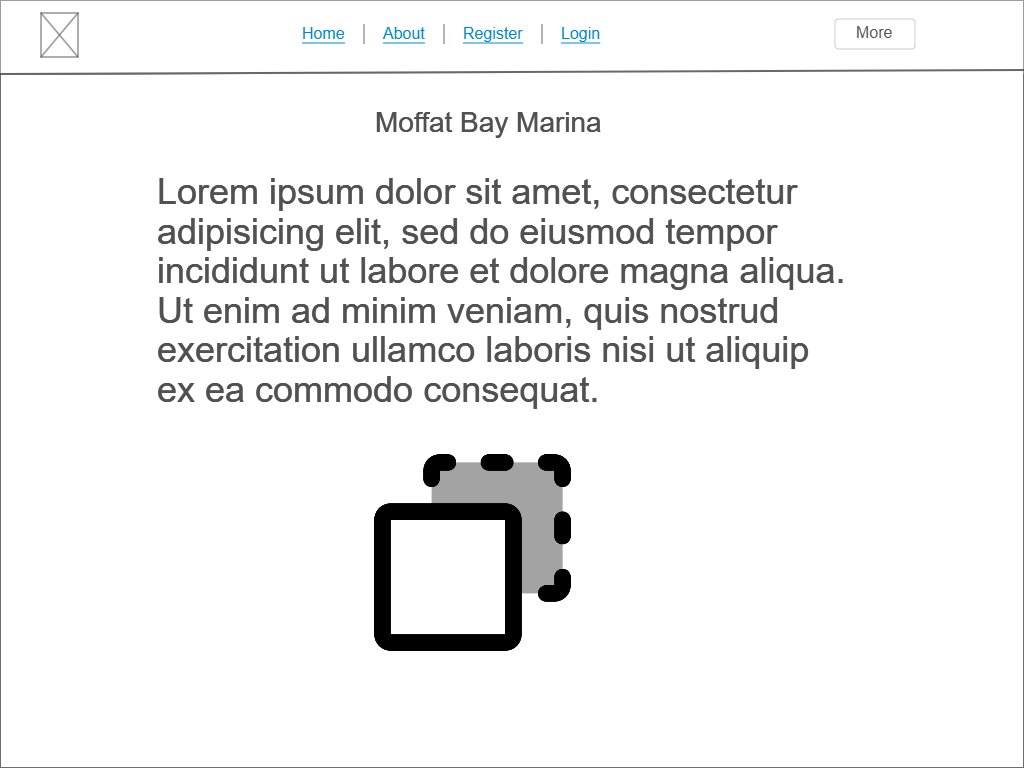 Home | About | Register | Login
More
Moffat Bay Marina
Lorem ipsum dolor sit amet, consectetur
adipisicing elit, sed do eiusmod tempor
incididunt ut labore et dolore magna aliqua.
Ut enim ad minim veniam, quis nostrud
exercitation ullamco laboris nisi ut aliquip
ex ea commodo consequat.